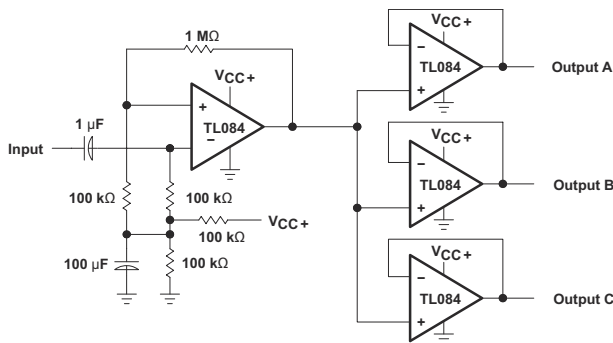 1 MΩ
VCC+
+
TL084
−
1 µF
Input
100 kΩ
100 kΩ
VCC+
100 kΩ
100 µF
100 kΩ
VCC+
−
TL084
+
Output A
VCC+
−
TL084
+
Output B
VCC+
−
TL084
+
Output C